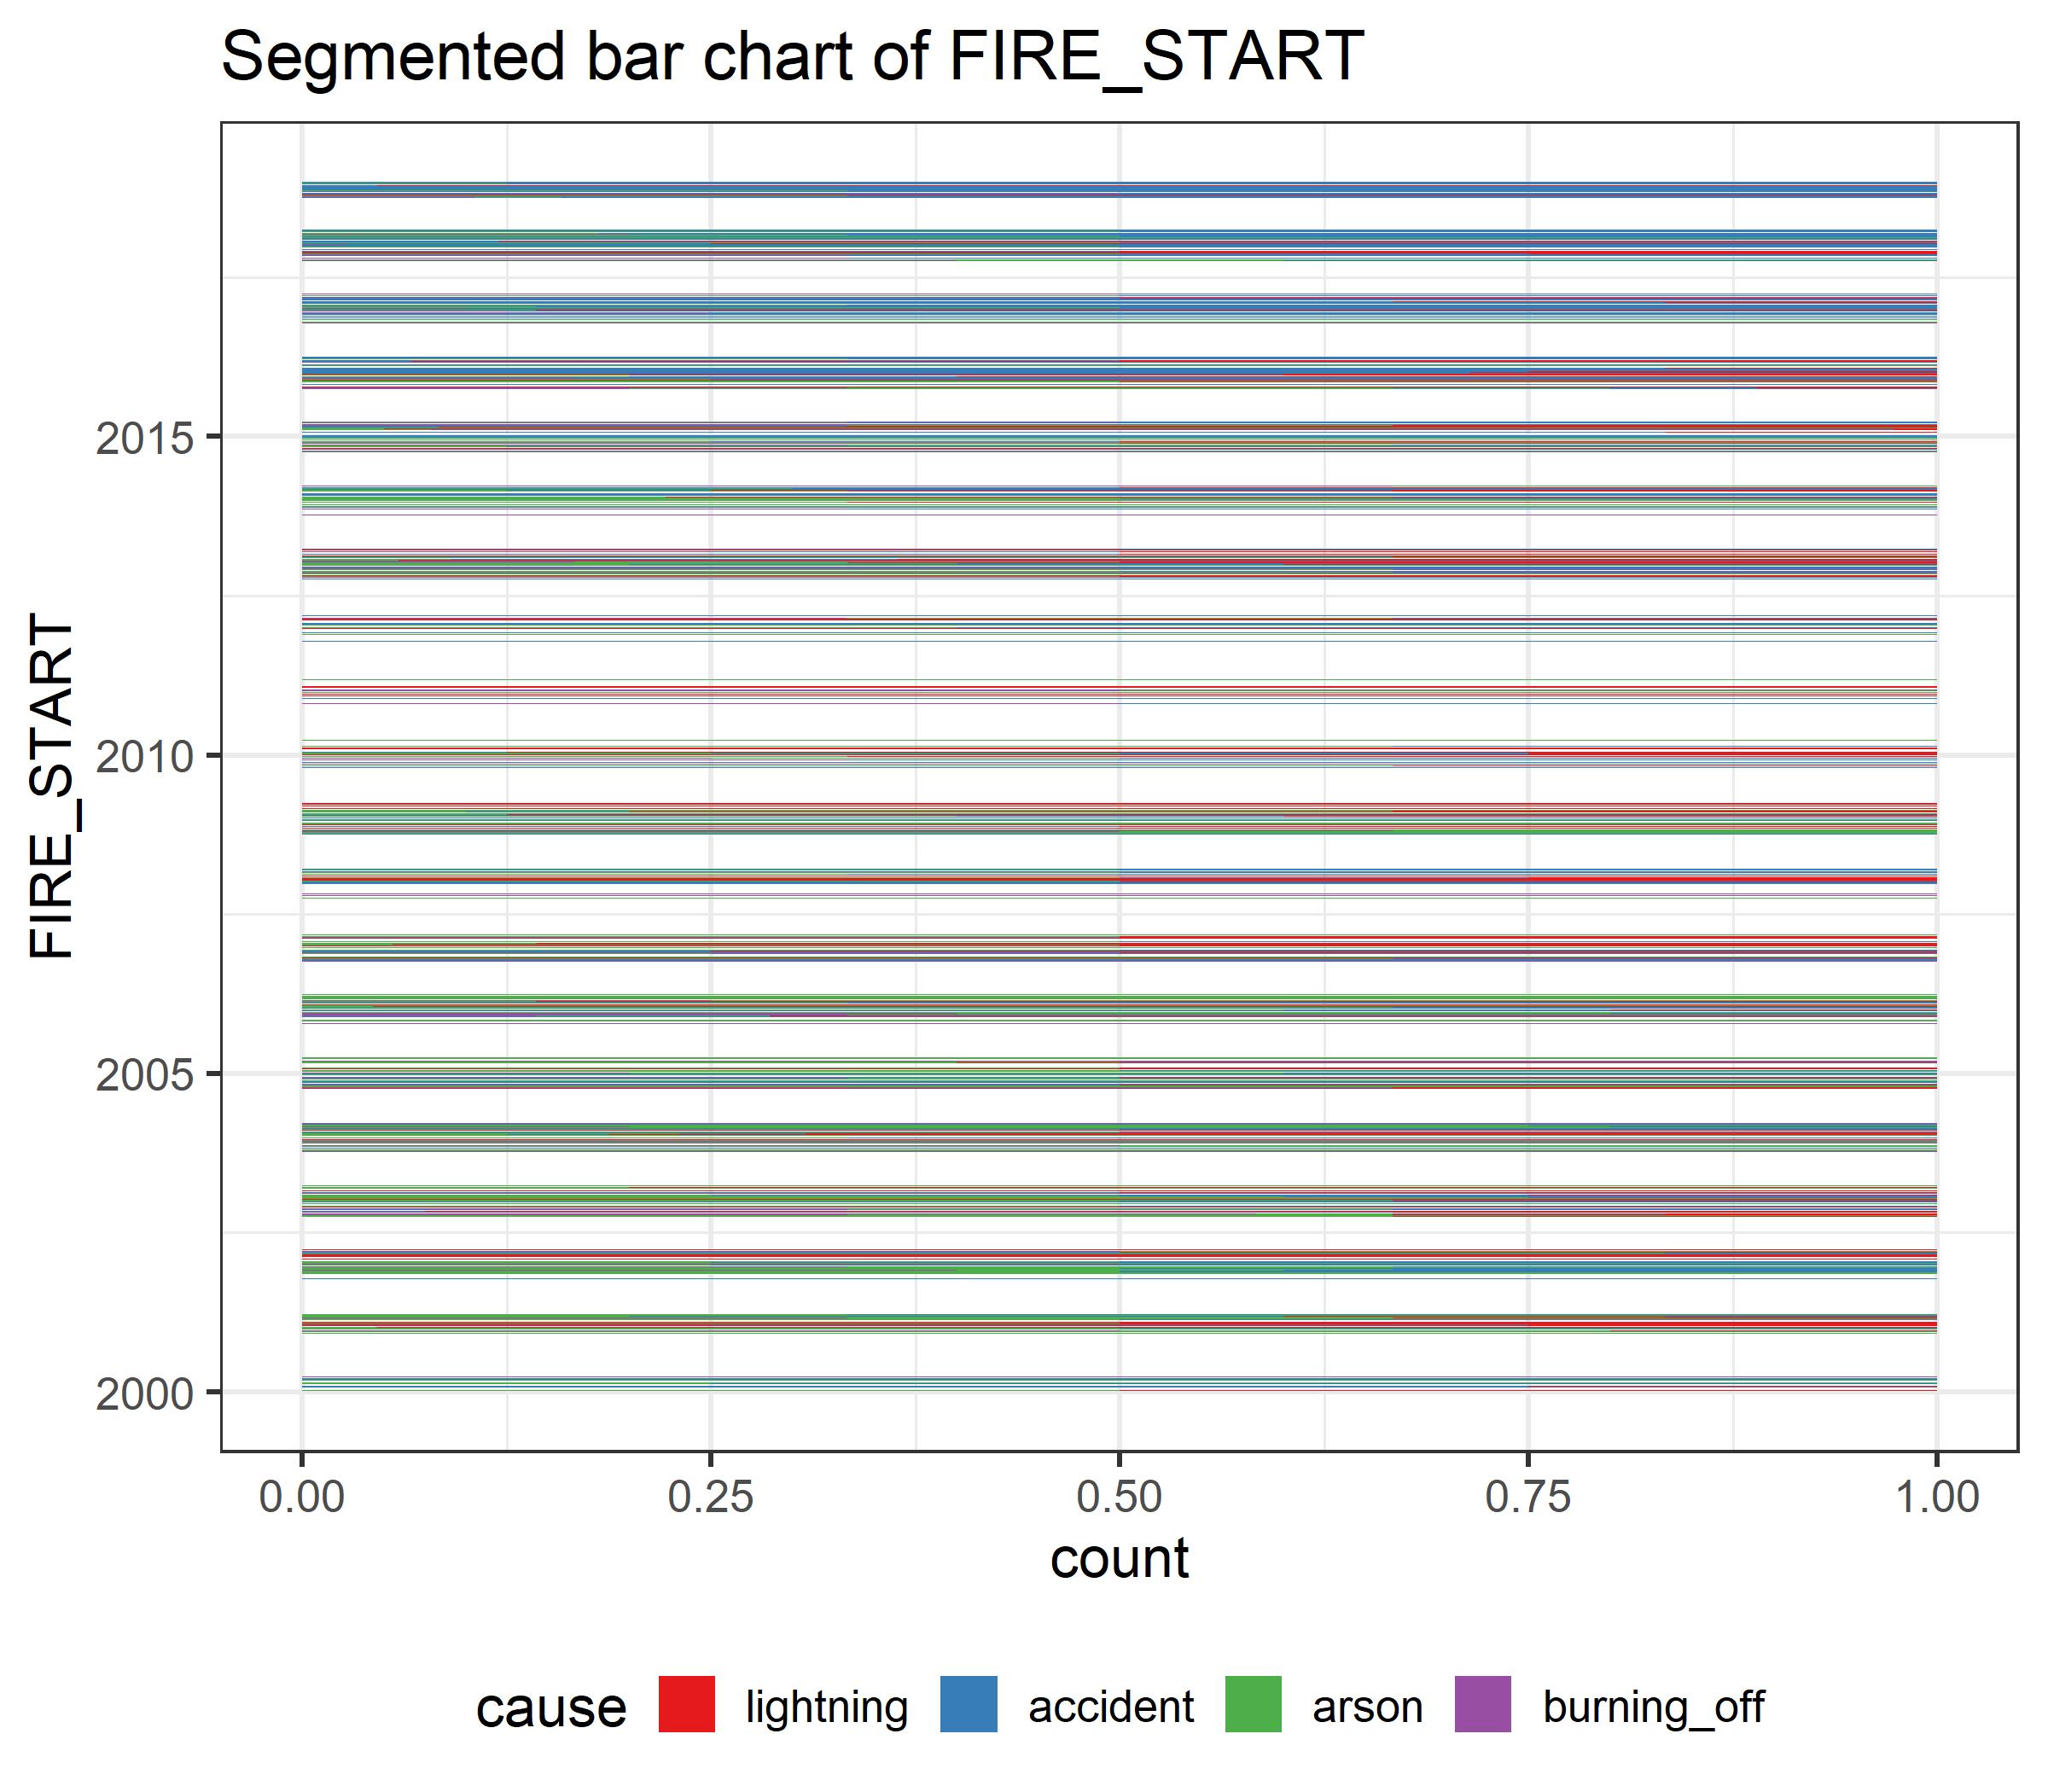 Segmented bar chart of FIRE_START
FIRE_START
2015
2010
2005
2000
0.00 0.25 0.50 0.75 1.00
count
cause lightning accident arson burning_off